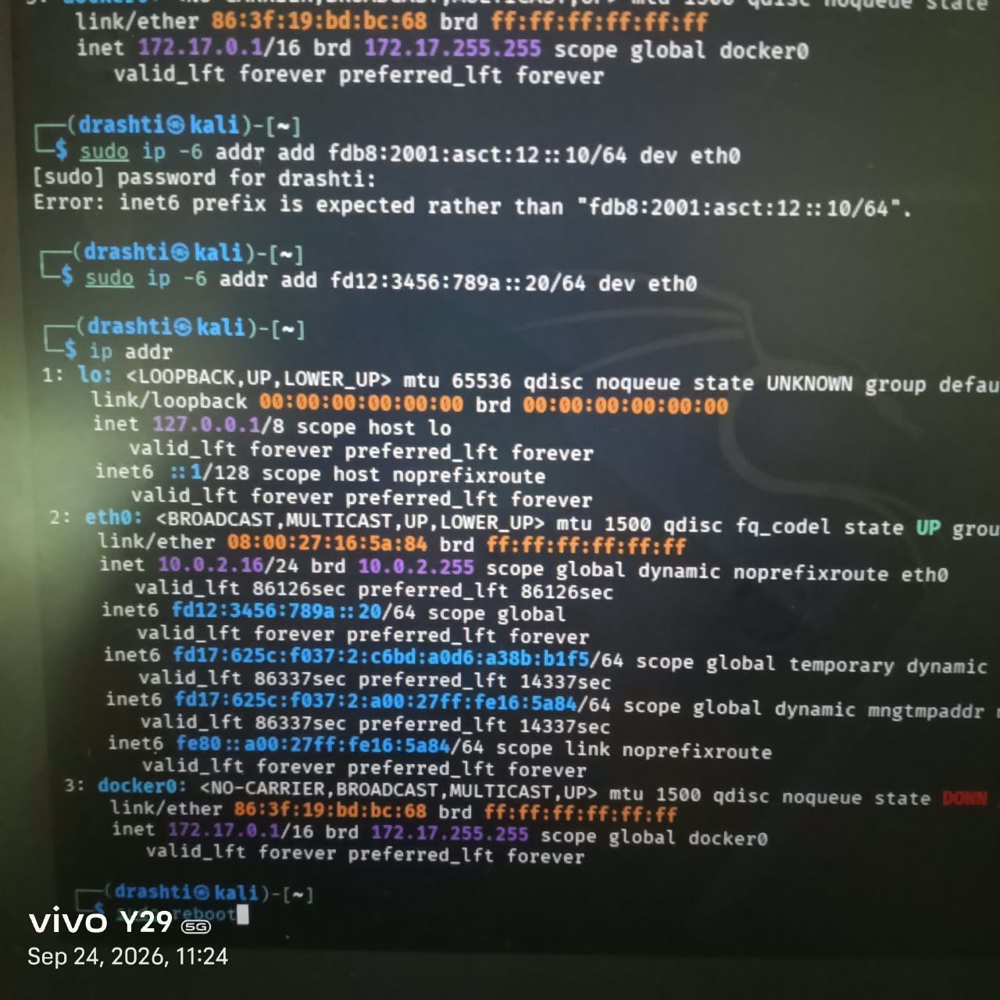 link/ether 86:3f:19:bd:bc:68 brd ff:ff:ff:ff:ff:ff
inet 172.17.0.1/16 brd 172.17.255.255 scope global docker0
valid_lft forever preferred_lft forever
┌──(drashti㉿kali)-[~]
└─$ sudo ip -6 addr add fdb8:2001:asct:12::10/64 dev eth0
[sudo] password for drashti:
Error: inet6 prefix is expected rather than "fdb8:2001:asct:12::10/64".
┌──(drashti㉿kali)-[~]
└─$ sudo ip -6 addr add fd12:3456:789a::20/64 dev eth0
┌──(drashti㉿kali)-[~]
└─$ ip addr
1: lo: <LOOPBACK,UP,LOWER_UP> mtu 65536 qdisc noqueue state UNKNOWN group defau
link/loopback 00:00:00:00:00:00 brd 00:00:00:00:00:00
inet 127.0.0.1/8 scope host lo
valid_lft forever preferred_lft forever
inet6 ::1/128 scope host noprefixroute
valid_lft forever preferred_lft forever
2: eth0: <BROADCAST,MULTICAST,UP,LOWER_UP> mtu 1500 qdisc fq_codel state UP grou
link/ether 08:00:27:16:5a:84 brd ff:ff:ff:ff:ff:ff
inet 10.0.2.16/24 brd 10.0.2.255 scope global dynamic noprefixroute eth0
valid_lft 86126sec preferred_lft 86126sec
inet6 fd12:3456:789a::20/64 scope global
valid_lft forever preferred_lft forever
inet6 fd17:625c:f037:2:c6bd:a0d6:a38b:b1f5/64 scope global temporary dynamic
valid_lft 86337sec preferred_lft 14337sec
inet6 fd17:625c:f037:2:a00:27ff:fe16:5a84/64 scope global dynamic mngtmpaddr
valid_lft 86337sec preferred_lft 14337sec
inet6 fe80::a00:27ff:fe16:5a84/64 scope link noprefixroute
valid_lft forever preferred_lft forever
3: docker0: <NO-CARRIER,BROADCAST,MULTICAST,UP> mtu 1500 qdisc noqueue state DOWN
link/ether 86:3f:19:bd:bc:68 brd ff:ff:ff:ff:ff:ff
inet 172.17.0.1/16 brd 172.17.255.255 scope global docker0
valid_lft forever preferred_lft forever
┌──(drashti㉿kali)-[~]
└─$ sudo reboot
vivo Y29 5G
Sep 24, 2026, 11:24